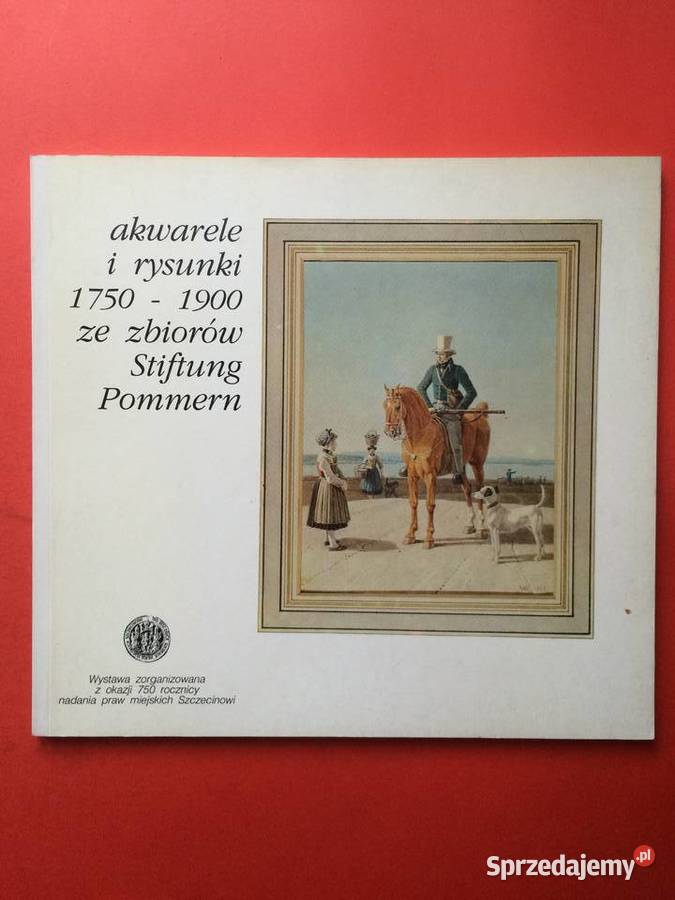 akwarele
i rysunki
1750 - 1900
ze zbiorów
Stiftung
Pommern
Wystawa zorganizowana
z okazji 750 rocznicy
nadania praw miejskich Szczecinowi
Sprzedajemy.pl